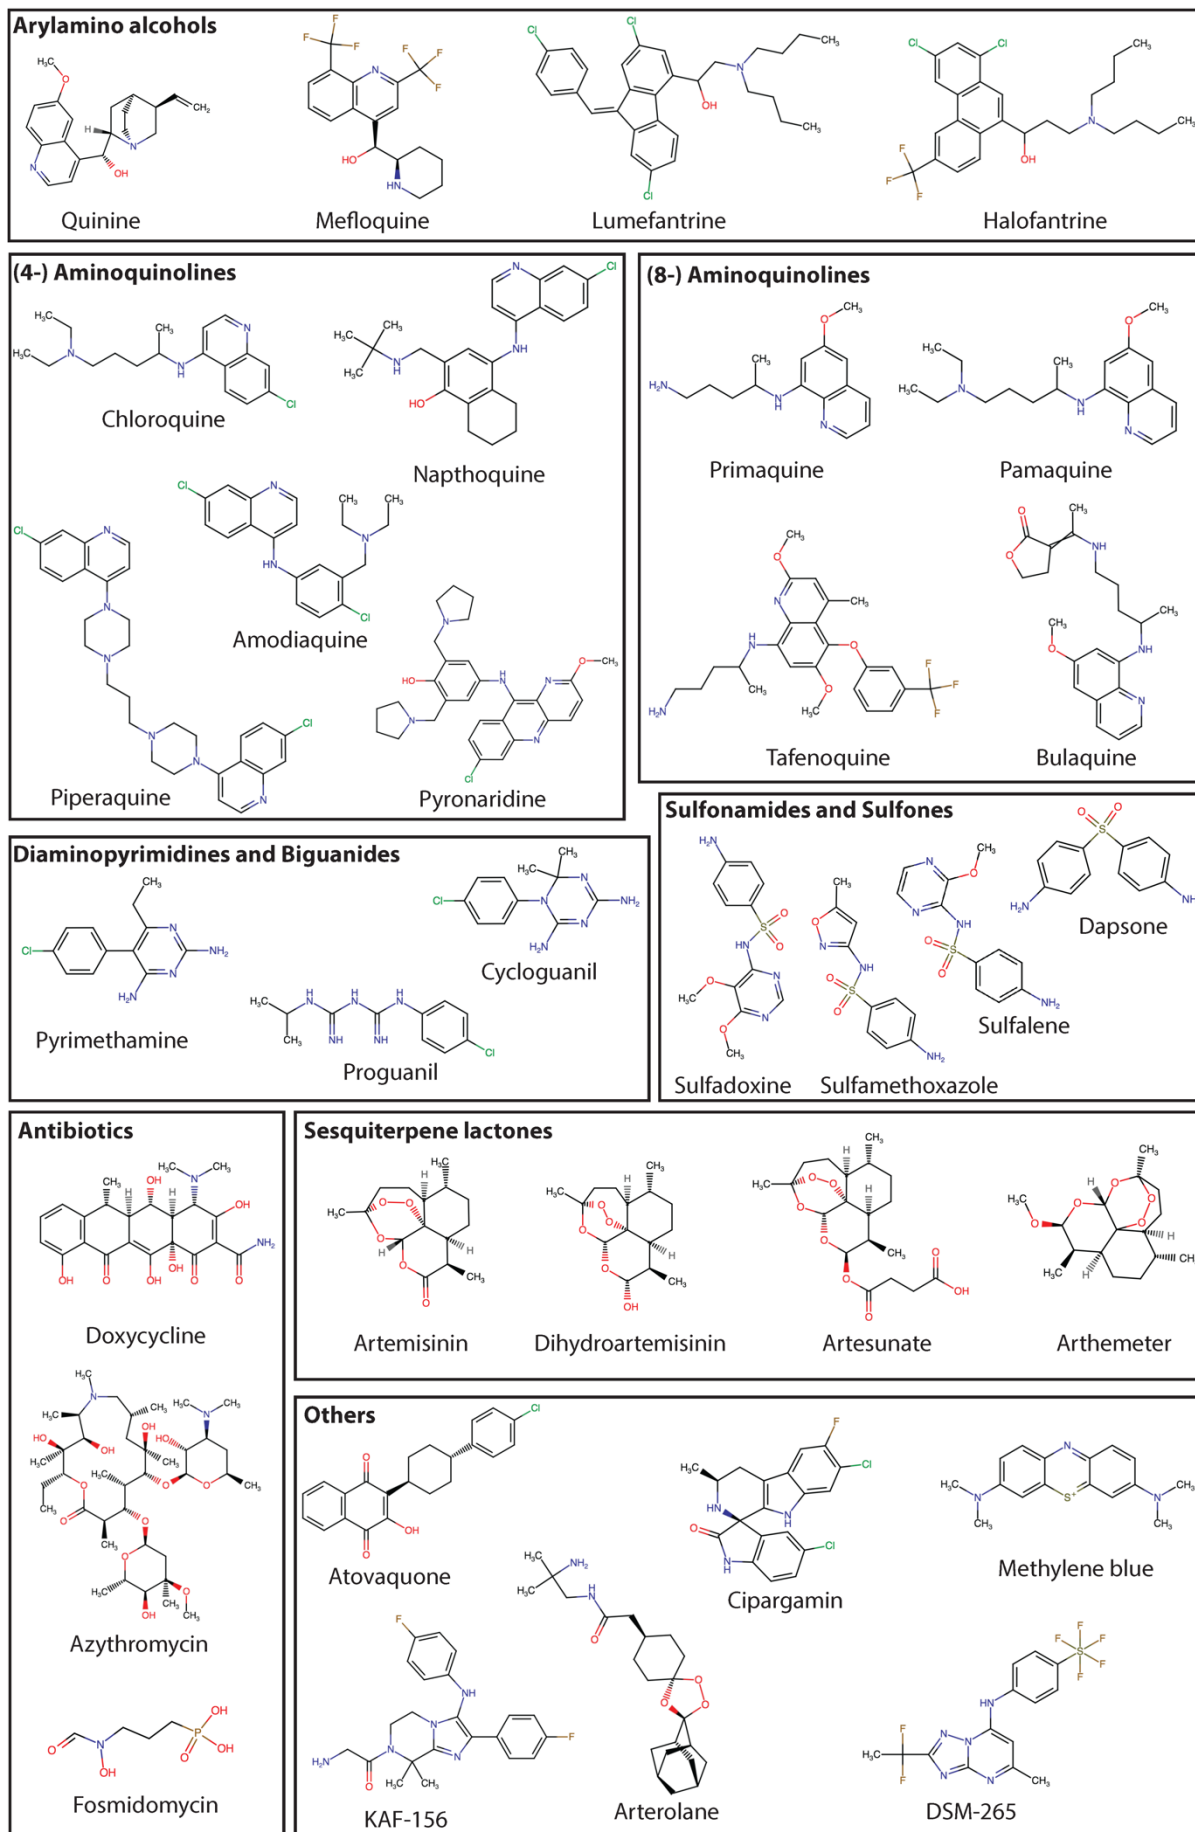 Arylamino alcohols
Quinine
Mefloquine
Lumefantrine
Halofantrine
(4-) Aminoquinolines
Chloroquine
Napthoquine
Amodiaquine
Piperaquine
Pyronaridine
(8-) Aminoquinolines
Primaquine
Pamaquine
Tafenoquine
Bulaquine
Diaminopyrimidines and Biguanides
Pyrimethamine
Cycloguanil
Proguanil
Sulfonamides and Sulfones
Sulfadoxine
Sulfamethoxazole
Sulfalene
Dapsone
Antibiotics
Doxycycline
Azythromycin
Fosmidomycin
Sesquiterpene lactones
Artemisinin
Dihydroartemisinin
Artesunate
Arthemeter
Others
Atovaquone
Cipargamin
Methylene blue
KAF-156
Arterolane
DSM-265